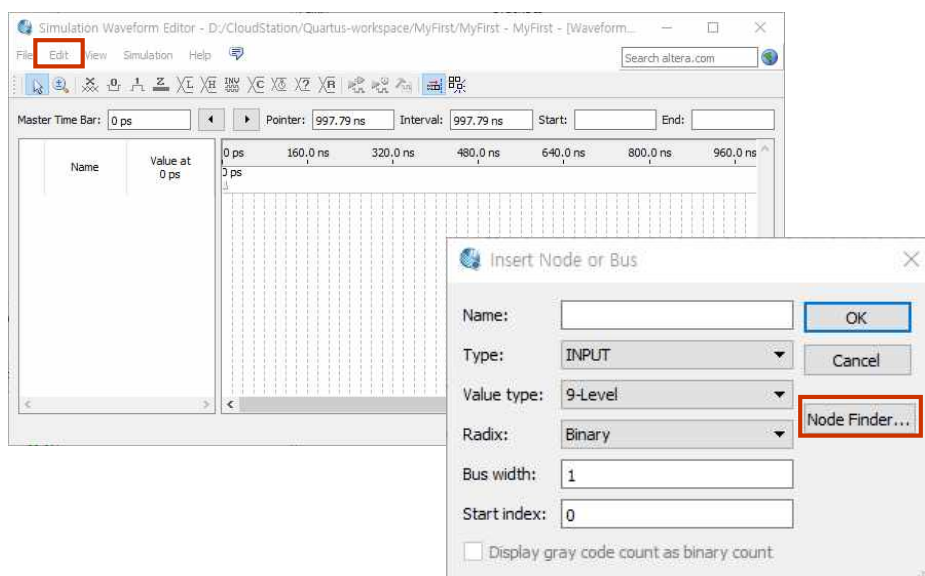 Simulation Waveform Editor - D:/CloudStation/Quartus-workspace/MyFirst/MyFirst - MyFirst - [Waveform...
File Edit View Simulation Help
Search altera.com
Master Time Bar: 0 ps Pointer: 997.79 ns Interval: 997.79 ns Start: End:
Name Value at 0 ps
0 ps 160.0 ns 320.0 ns 480.0 ns 640.0 ns 800.0 ns 960.0 ns
0 ps
Insert Node or Bus
Name: OK
Type: INPUT Cancel
Value type: 9-Level
Node Finder...
Radix: Binary
Bus width: 1
Start index: 0
Display gray code count as binary count